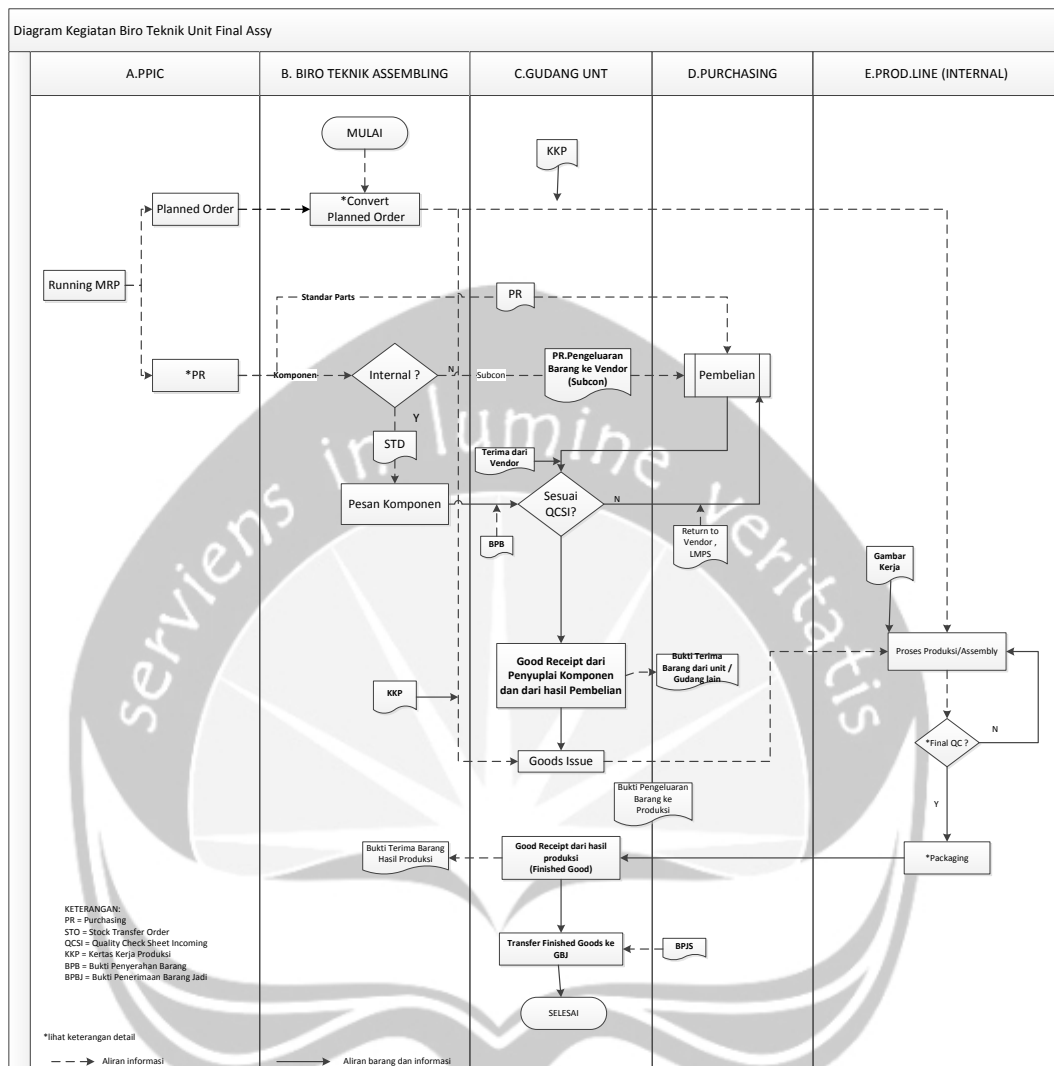 Diagram Kegiatan Biro Teknik Unit Final Assy
A.PPIC
B. BIRO TEKNIK ASSEMBLING
C.GUDANG UNT
D.PURCHASING
E.PROD.LINE (INTERNAL)
MULAI
KKP
Planned Order
*Convert
Planned Order
Running MRP
Standar Parts
PR
*PR
Komponen
Internal ?
N
Subcon
PR.Pengeluaran
Barang ke Vendor
(Subcon)
Pembelian
Y
STD
Terima dari
Vendor
Pesan Komponen
Sesuai
QCSI?
N
BPB
Return to
Vendor ,
LMPS
Gambar
Kerja
Proses Produksi/Assembly
Good Receipt dari
Penyuplai Komponen
dan dari hasil Pembelian
Bukti Terima
Barang dari unit /
Gudang lain
KKP
*Final QC ?
N
Goods Issue
Bukti Pengeluaran
Barang ke
Produksi
Y
Bukti Terima Barang
Hasil Produksi
Good Receipt dari hasil
produksi
(Finished Good)
*Packaging
KETERANGAN:
PR = Purchasing
STO = Stock Transfer Order
QCSI = Quality Check Sheet Incoming
KKP = Kertas Kerja Produksi
BPB = Bukti Penyerahan Barang
BPBJ = Bukti Penerimaan Barang Jadi
Transfer Finished Goods ke
GBJ
BPJS
SELESAI
*lihat keterangan detail
Aliran informasi
Aliran barang dan informasi
serviens in lumine veritatis